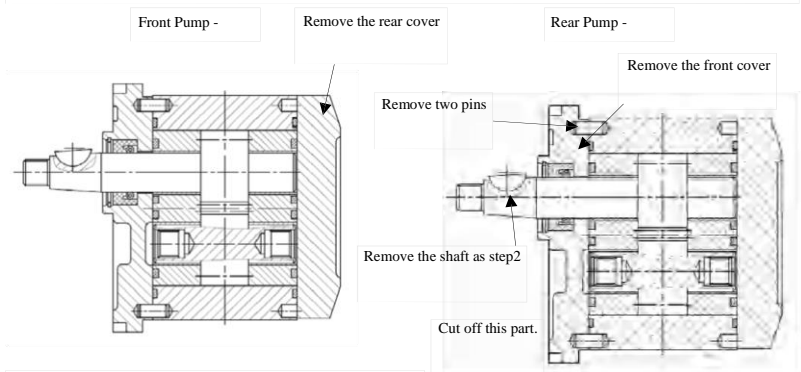 Front Pump -
Remove the rear cover
Rear Pump -
Remove the front cover
Remove two pins
Remove the shaft as step2
Cut off this part.